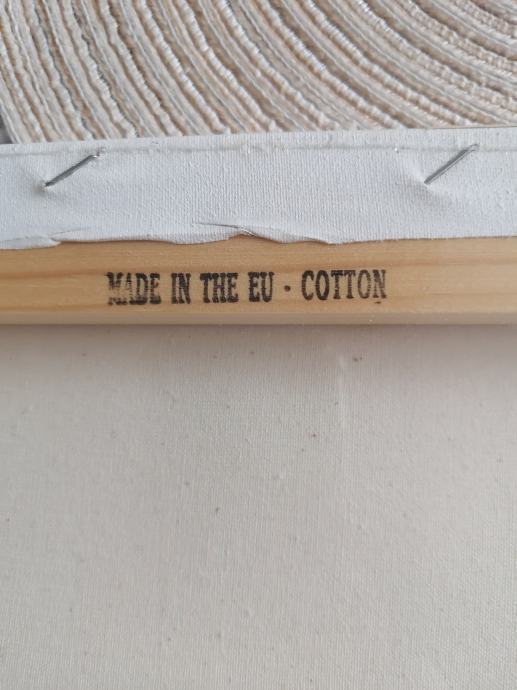 MADE IN THE EU · COTTON